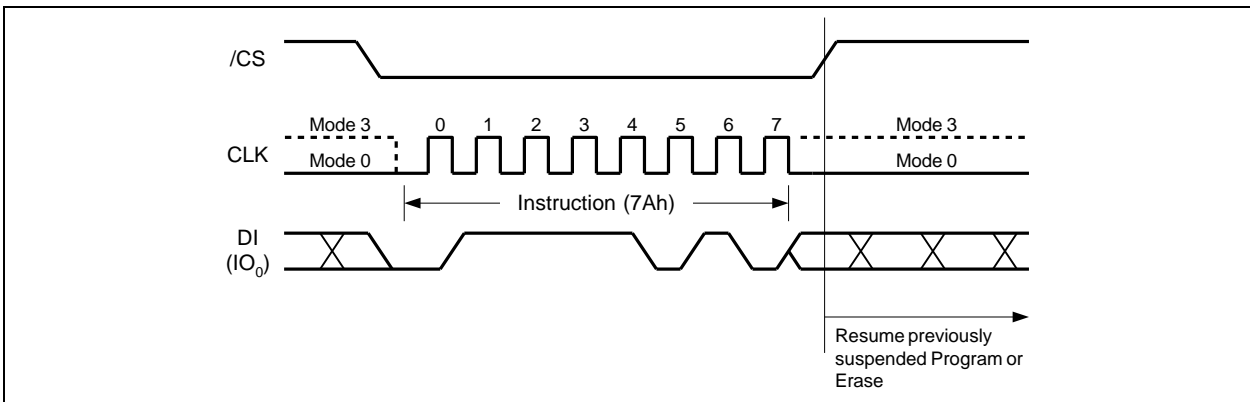 /CS
Mode 3 0 1 2 3 4 5 6 7 Mode 3
CLK
Mode 0 Mode 0
Instruction (7Ah)
DI
(IO₀)
Resume previously
suspended Program or
Erase